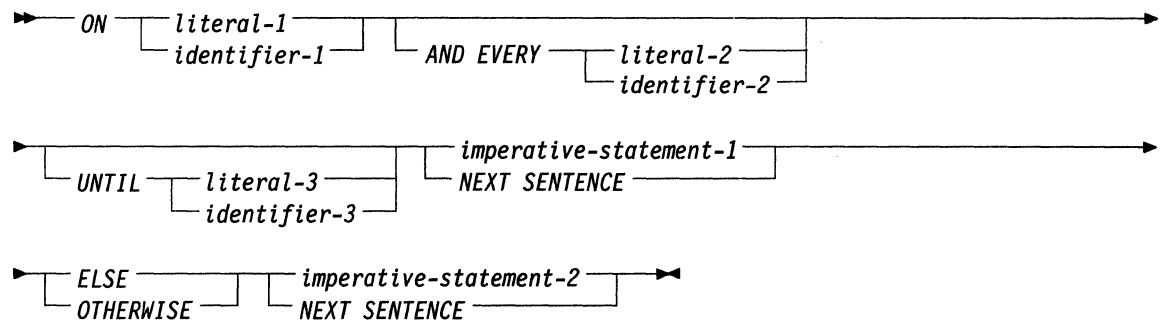 ON literal-1
identifier-1
AND EVERY literal-2
identifier-2
UNTIL literal-3
identifier-3
imperative-statement-1
NEXT SENTENCE
ELSE
OTHERWISE
imperative-statement-2
NEXT SENTENCE